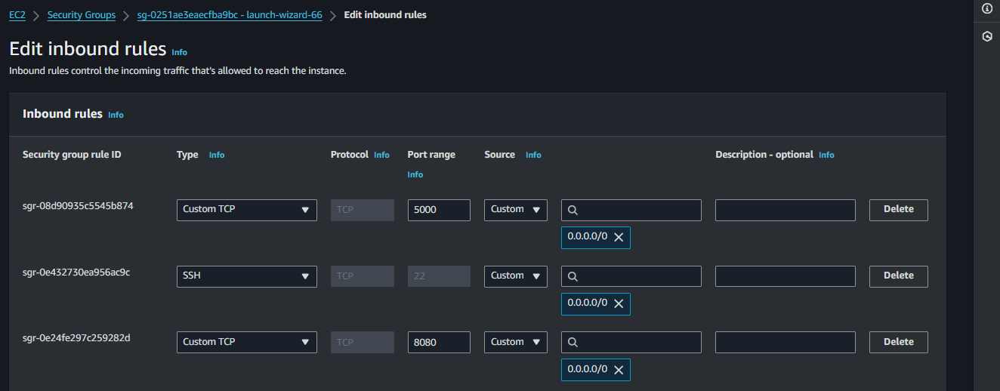 EC2 > Security Groups > sg-0251ae3eaecfba9bc - launch-wizard-66 > Edit inbound rules
Edit inbound rules Info
Inbound rules control the incoming traffic that's allowed to reach the instance.
Inbound rules Info
Security group rule ID Type Info Protocol Info Port range Source Info Description - optional Info
Info
sgr-08d90935c5545b874 Custom TCP TCP 5000 Custom Delete
0.0.0.0/0
sgr-0e432730ea956ac9c SSH TCP 22 Custom Delete
0.0.0.0/0
sgr-0e24fe297c259282d Custom TCP TCP 8080 Custom Delete
0.0.0.0/0